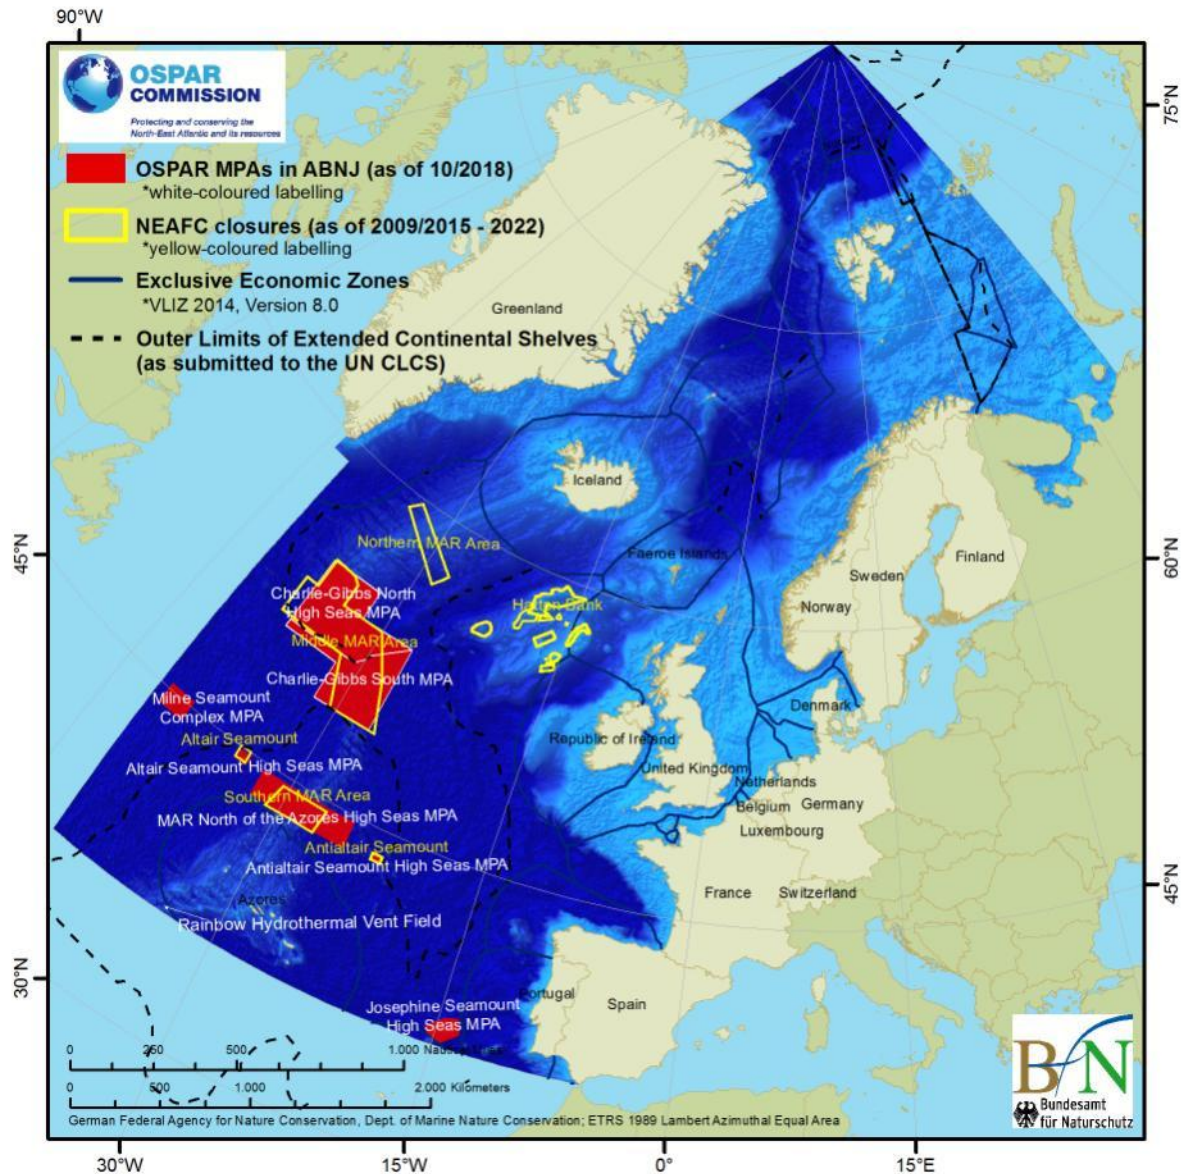 90°W
OSPAR
COMMISSION
Protecting and conserving the
North-East Atlantic and its resources
75°N
OSPAR MPAs in ABNJ (as of 10/2018)
*white-coloured labelling
NEAFC closures (as of 2009/2015 - 2022)
*yellow-coloured labelling
Exclusive Economic Zones
*VLIZ 2014, Version 8.0
Outer Limits of Extended Continental Shelves
(as submitted to the UN CLCS)
Greenland
Iceland
Northern MAR Area
Faeroe Islands
Finland
Sweden
Norway
45°N
60°N
Charlie-Gibbs North
High Seas MPA
Hatton Bank
Middle MAR Area
Charlie-Gibbs South MPA
Milne Seamount
Complex MPA
Denmark
Altair Seamount
Republic of Ireland
Altair Seamount High Seas MPA
United Kingdom
Netherlands
Southern MAR Area
Belgium
Germany
MAR North of the Azores High Seas MPA
Luxembourg
Antialtair Seamount
Antialtair Seamount High Seas MPA
France
Switzerland
45°N
Azores
Rainbow Hydrothermal Vent Field
30°N
Portugal
Spain
Josephine Seamount
High Seas MPA
0 250 500 1.000 Nautical Miles
0 500 1.000 2.000 Kilometers
BfN
Bundesamt
für Naturschutz
German Federal Agency for Nature Conservation, Dept. of Marine Nature Conservation; ETRS 1989 Lambert Azimuthal Equal Area
30°W
15°W
0°
15°E